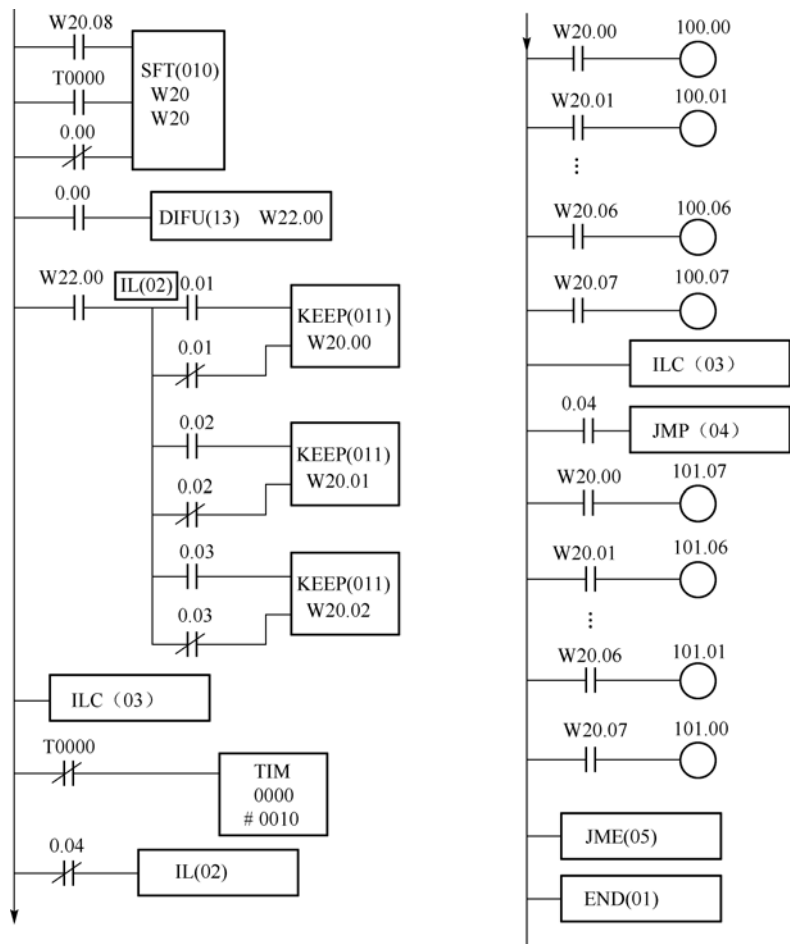 W20.08
SFT(010)
W20
W20
T0000
0.00
0.00
DIFU(13) W22.00
W22.00
IL(02)
0.01
KEEP(011)
W20.00
0.01
0.02
KEEP(011)
W20.01
0.02
0.03
KEEP(011)
W20.02
0.03
ILC（03）
T0000
TIM
0000
# 0010
0.04
IL(02)
W20.00 100.00
W20.01 100.01
⋮
W20.06 100.06
W20.07 100.07
ILC（03）
0.04
JMP（04）
W20.00 101.07
W20.01 101.06
⋮
W20.06 101.01
W20.07 101.00
JME(05)
END(01)